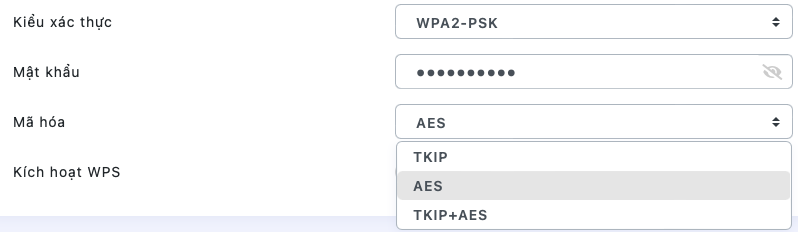 Kiểu xác thực
WPA2-PSK
Mật khẩu
••••••••••
Mã hóa
AES
Kích hoạt WPS
TKIP
AES
TKIP+AES